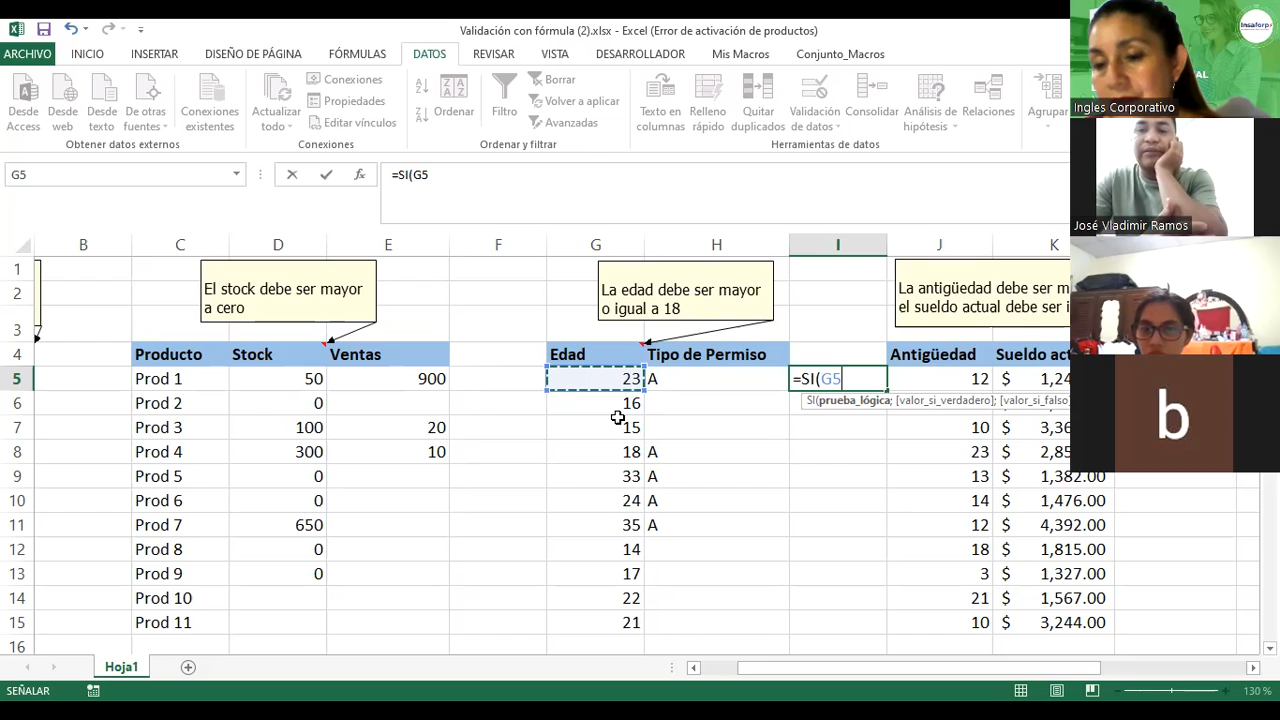 Validación con fórmula (2).xlsx - Excel (Error de activación de productos)
ARCHIVO INICIO INSERTAR DISEÑO DE PÁGINA FÓRMULAS DATOS REVISAR VISTA DESARROLLADOR Mis Macros Conjunto_Macros
Desde Access
Desde web
Desde texto
De otras fuentes
Conexiones existentes
Actualizar todo
Conexiones
Propiedades
Editar vínculos
Ordenar
Filtro
Borrar
Volver a aplicar
Avanzadas
Texto en columnas
Relleno rápido
Quitar duplicados
Validación de datos
Consolidar
Análisis de hipótesis
Relaciones
Agrupar
Obtener datos externos Conexiones Ordenar y filtrar Herramientas de datos
G5 fx =SI(G5
B C D E F G H I J K
1
2
3
El stock debe ser mayor
a cero
La edad debe ser mayor
o igual a 18
La antigüedad debe ser m
el sueldo actual debe ser i
4 Producto Stock Ventas Edad Tipo de Permiso Antigüedad Sueldo act
5 Prod 1 50 900 23 A =SI(G5 12 $ 1,24
SI(prueba_lógica; [valor_si_verdadero]; [valor_si_falso]
6 Prod 2 0 16
7 Prod 3 100 20 15 10 $ 3,36
8 Prod 4 300 10 18 A 23 $ 2,85
9 Prod 5 0 33 A 13 $ 1,382.00
10 Prod 6 0 24 A 14 $ 1,476.00
11 Prod 7 650 35 A 12 $ 4,392.00
12 Prod 8 0 14 18 $ 1,815.00
13 Prod 9 0 17 3 $ 1,327.00
14 Prod 10 22 21 $ 1,567.00
15 Prod 11 21 10 $ 3,244.00
16
Hoja1
SEÑALAR 130 %
Insaforp
AL
Ingles Corporativo
José Vladimir Ramos
b